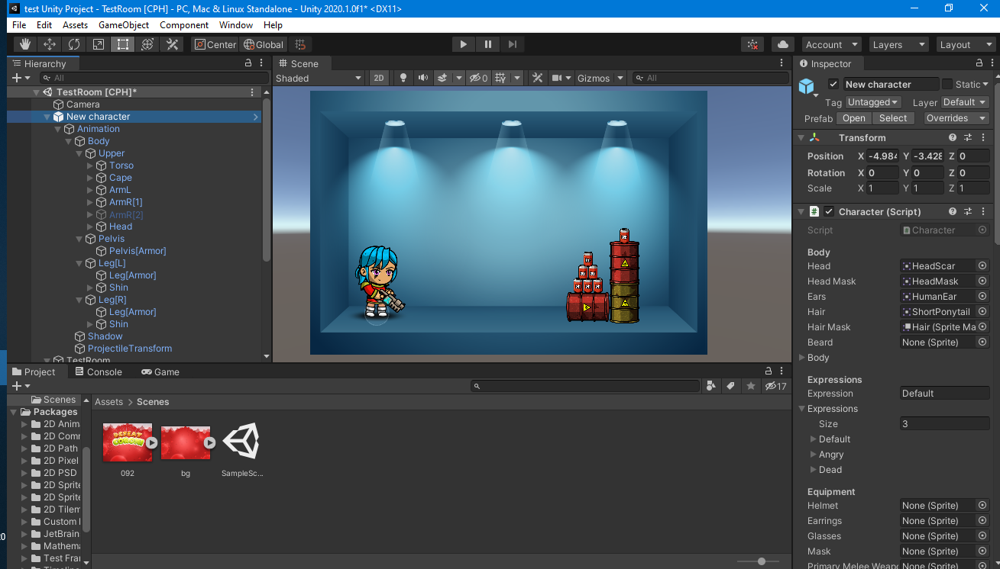 test Unity Project - TestRoom [CPH] - PC, Mac & Linux Standalone - Unity 2020.1.0f1* <DX11>
File Edit Assets GameObject Component Window Help
Center Global Account Layers Layout
Hierarchy
All
TestRoom [CPH]*
Camera
New character
Animation
Body
Upper
Torso
Cape
ArmL
ArmR[1]
ArmR[2]
Head
Pelvis
Pelvis[Armor]
Leg[L]
Leg[Armor]
Shin
Leg[R]
Leg[Armor]
Shin
Shadow
ProjectileTransform
TestRoom
Scene
Shaded 2D 0 Gizmos All
Inspector
New character Static
Tag Untagged Layer Default
Prefab Open Select Overrides
Transform
Position X -4.984 Y -3.428 Z 0
Rotation X 0 Y 0 Z 0
Scale X 1 Y 1 Z 1
Character (Script)
Script Character
Body
Head HeadScar
Head Mask HeadMask
Ears HumanEar
Hair ShortPonytail
Hair Mask Hair (Sprite Ma
Beard None (Sprite)
Body
Expressions
Expression Default
Expressions
Size 3
Default
Angry
Dead
Equipment
Helmet None (Sprite)
Earrings None (Sprite)
Glasses None (Sprite)
Mask None (Sprite)
Primary Melee Weapo None (Sprite)
Project Console Game
17
Scenes
Packages
2D Anim
2D Comm
2D Path
2D Pixel
2D PSD
2D Sprite
2D Sprite
2D Tilem
Custom
JetBrain
Mathema
Test Fra
Timeline
Assets > Scenes
092
bg
SampleSc...